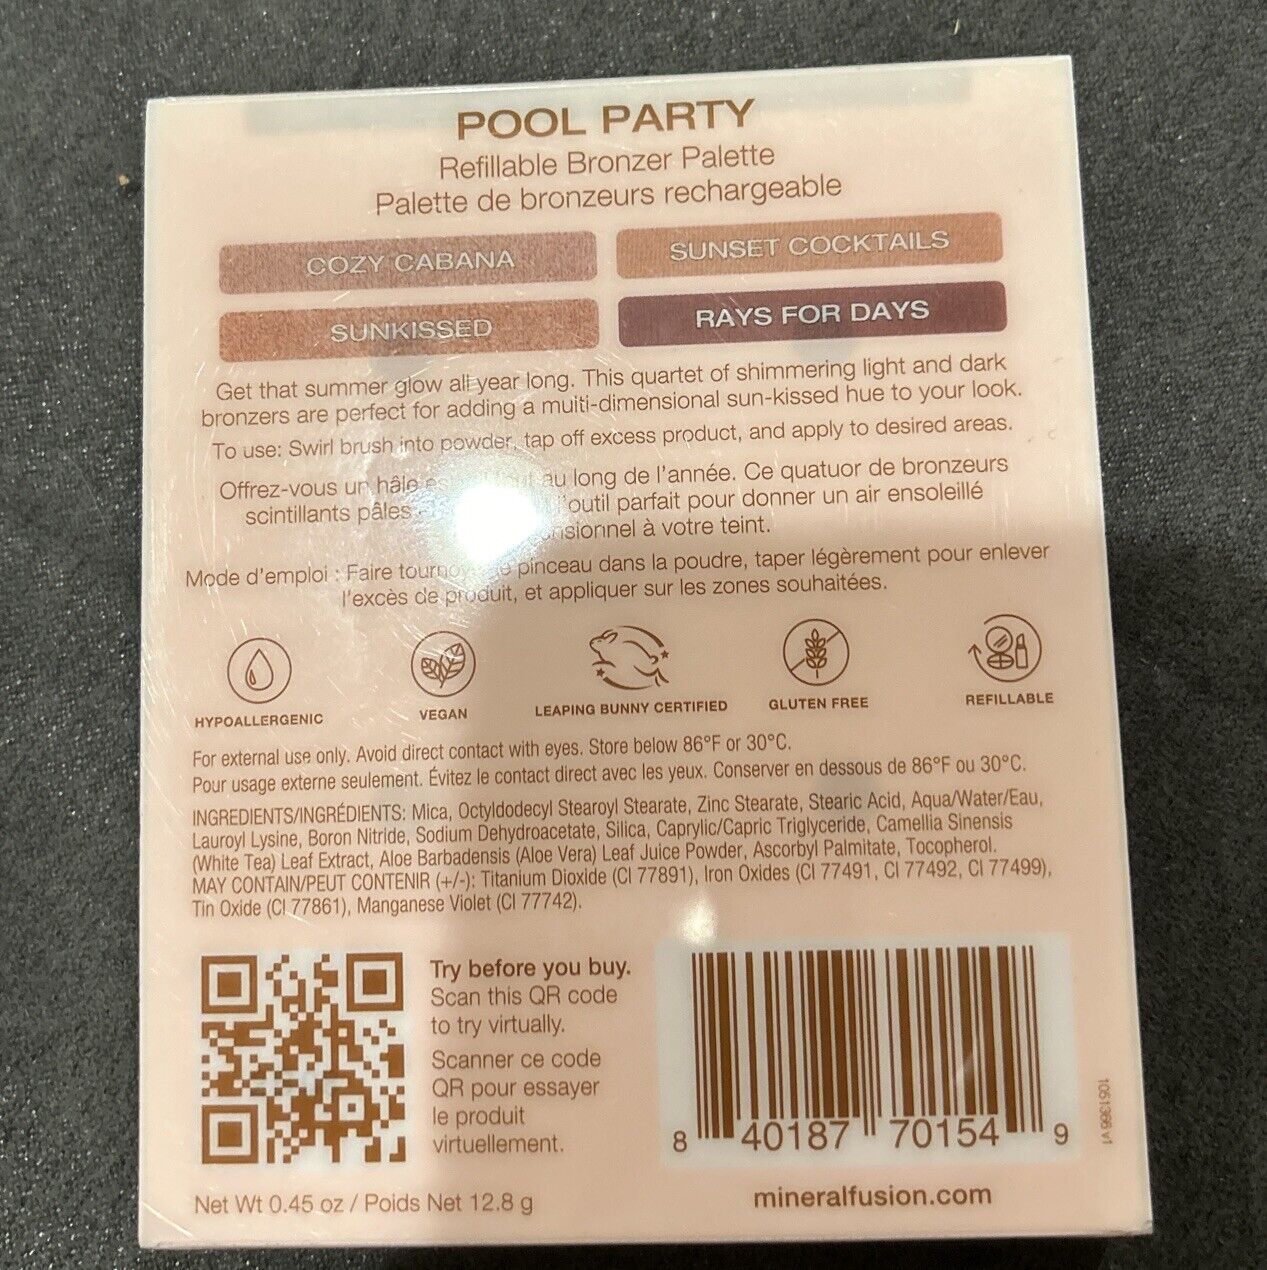 POOL PARTY
Refillable Bronzer Palette
Palette de bronzeurs rechargeable
COZY CABANA
SUNSET COCKTAILS
SUNKISSED
RAYS FOR DAYS
Get that summer glow all year long. This quartet of shimmering light and dark
bronzers are perfect for adding a multi-dimensional sun-kissed hue to your look.
To use: Swirl brush into powder, tap off excess product, and apply to desired areas.
Offrez-vous un hâle au long de l'année. Ce quatuor de bronzeurs
scintillants pâles l'outil parfait pour donner un air ensoleillé
à votre teint.
Mode d'emploi : Faire pinceau dans la poudre, taper légèrement pour enlever
l'excès de produit, et appliquer sur les zones souhaitées.
HYPOALLERGENIC
VEGAN
LEAPING BUNNY CERTIFIED
GLUTEN FREE
REFILLABLE
For external use only. Avoid direct contact with eyes. Store below 86°F or 30°C.
Pour usage externe seulement. Évitez le contact direct avec les yeux. Conserver en dessous de 86°F ou 30°C.
INGREDIENTS/INGRÉDIENTS: Mica, Octyldodecyl Stearoyl Stearate, Zinc Stearate, Stearic Acid, Aqua/Water/Eau,
Lauroyl Lysine, Boron Nitride, Sodium Dehydroacetate, Silica, Caprylic/Capric Triglyceride, Camellia Sinensis
(White Tea) Leaf Extract, Aloe Barbadensis (Aloe Vera) Leaf Juice Powder, Ascorbyl Palmitate, Tocopherol.
MAY CONTAIN/PEUT CONTENIR (+/-): Titanium Dioxide (CI 77891), Iron Oxides (CI 77491, CI 77492, CI 77499),
Tin Oxide (CI 77861), Manganese Violet (CI 77742).
Try before you buy.
Scan this QR code
to try virtually.
Scanner ce code
QR pour essayer
le produit
virtuellement.
8 40187 70154 9
1051366 v1
Net Wt 0.45 oz / Poids Net 12.8 g
mineralfusion.com